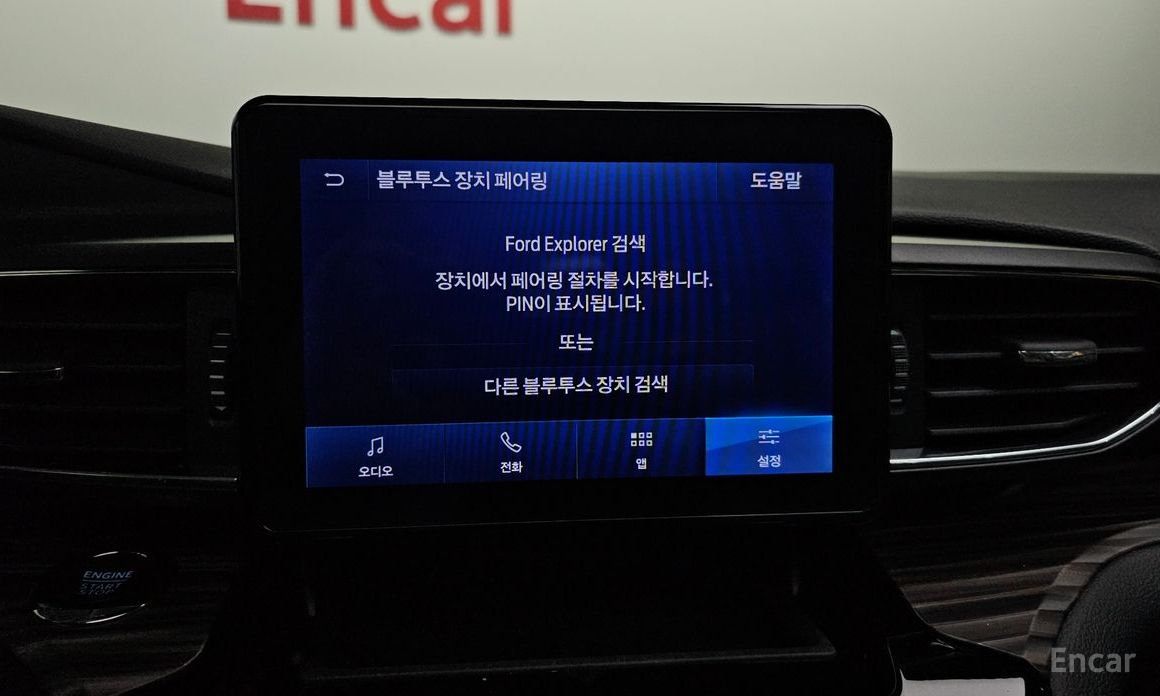 Encar
블루투스 장치 페어링
도움말
Ford Explorer 검색
장치에서 페어링 절차를 시작합니다.
PIN이 표시됩니다.
또는
다른 블루투스 장치 검색
오디오
전화
앱
설정
ENGINE
START
STOP
Encar